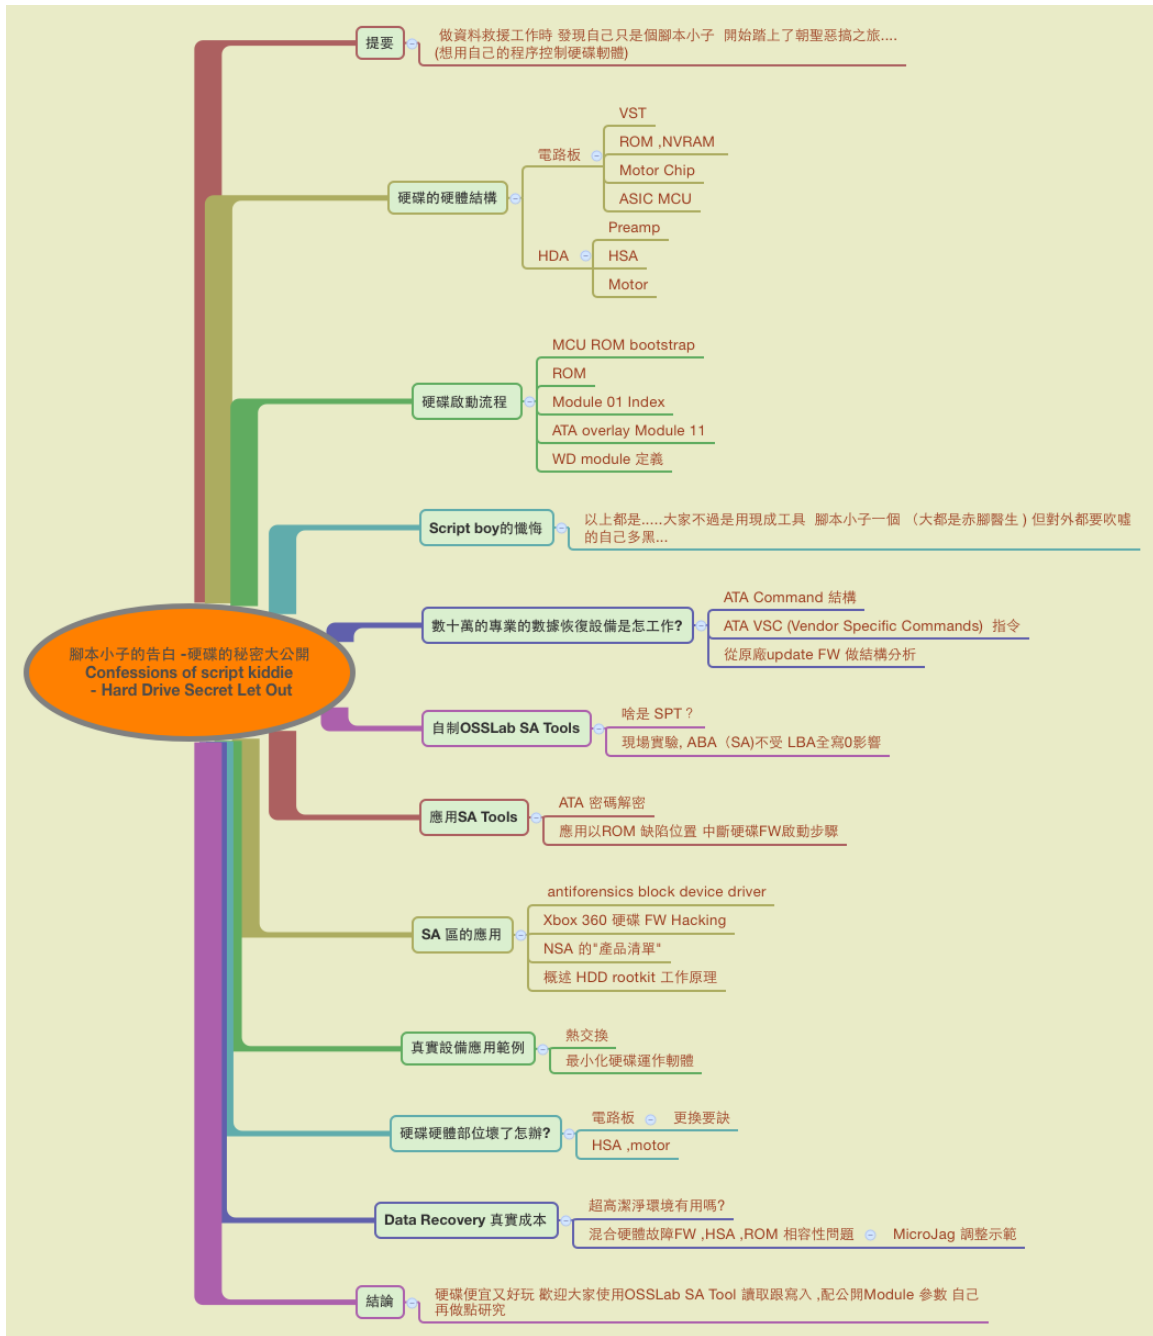 提要
做資料救援工作時 發現自己只是個腳本小子 開始踏上了朝聖惡搞之旅....
(想用自己的程序控制硬碟軔體)
硬碟的硬體結構
電路板
VST
ROM ,NVRAM
Motor Chip
ASIC MCU
HDA
Preamp
HSA
Motor
硬碟啟動流程
MCU ROM bootstrap
ROM
Module 01 Index
ATA overlay Module 11
WD module 定義
Script boy的懺悔
以上都是.....大家不過是用現成工具 腳本小子一個 （大都是赤腳醫生 ) 但對外都要吹噓
的自己多黑...
數十萬的專業的數據恢復設備是怎工作?
ATA Command 結構
ATA VSC (Vendor Specific Commands) 指令
從原廠update FW 做結構分析
腳本小子的告白 -硬碟的秘密大公開
Confessions of script kiddie
- Hard Drive Secret Let Out
自制OSSLab SA Tools
啥是 SPT？
現場實驗, ABA（SA)不受 LBA全寫0影響
應用SA Tools
ATA 密碼解密
應用以ROM 缺陷位置 中斷硬碟FW啟動步驟
SA 區的應用
antiforensics block device driver
Xbox 360 硬碟 FW Hacking
NSA 的"產品清單"
概述 HDD rootkit 工作原理
真實設備應用範例
熱交換
最小化硬碟運作軔體
硬碟硬體部位壞了怎辦?
電路板
更換要訣
HSA ,motor
Data Recovery 真實成本
超高潔淨環境有用嗎?
混合硬體故障FW ,HSA ,ROM 相容性問題
MicroJag 調整示範
結論
硬碟便宜又好玩 歡迎大家使用OSSLab SA Tool 讀取跟寫入 ,配公開Module 參數 自己
再做點研究